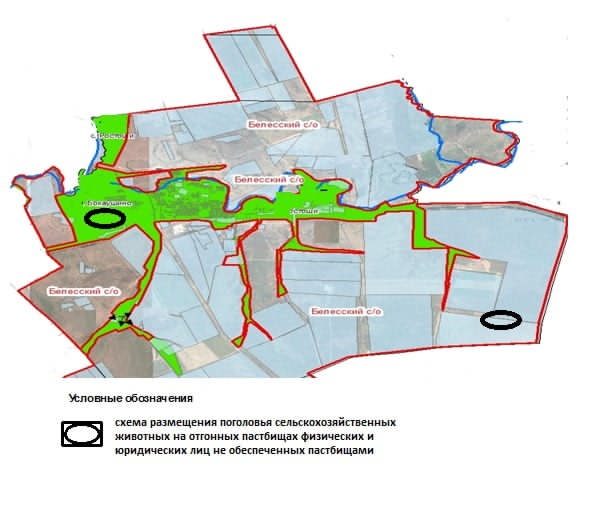 Белесский с/о
Белесский с/о
Белесский с/о
Белесский с/о
Условные обозначения
схема размещения поголовья сельскохозяйственных
животных на отгонных пастбищах физических и
юридических лиц не обеспеченных пастбищами